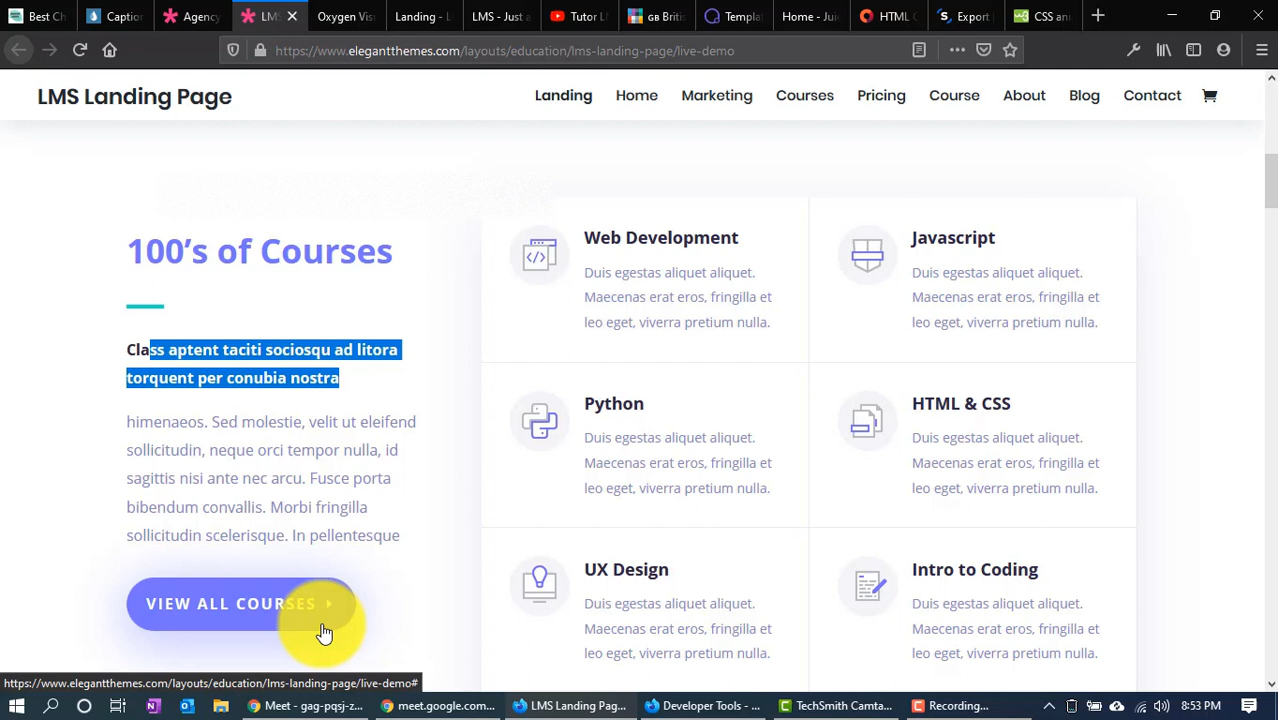 Best Ch
Captio
Agency
LMS
Oxygen Vis
Landing - L
LMS - Just a
Tutor L
GB Briti
Templa
Home - Jui
HTML C
Export
CSS an
https://www.elegantthemes.com/layouts/education/lms-landing-page/live-demo
LMS Landing Page
Landing Home Marketing Courses Pricing Course About Blog Contact
100's of Courses
Class aptent taciti sociosqu ad litora
torquent per conubia nostra
himenaeos. Sed molestie, velit ut eleifend
sollicitudin, neque orci tempor nulla, id
sagittis nisi ante nec arcu. Fusce porta
bibendum convallis. Morbi fringilla
sollicitudin scelerisque. In pellentesque
VIEW ALL COURSES
Web Development
Duis egestas aliquet aliquet.
Maecenas erat eros, fringilla et
leo eget, viverra pretium nulla.
Javascript
Duis egestas aliquet aliquet.
Maecenas erat eros, fringilla et
leo eget, viverra pretium nulla.
Python
Duis egestas aliquet aliquet.
Maecenas erat eros, fringilla et
leo eget, viverra pretium nulla.
HTML & CSS
Duis egestas aliquet aliquet.
Maecenas erat eros, fringilla et
leo eget, viverra pretium nulla.
UX Design
Duis egestas aliquet aliquet.
Maecenas erat eros, fringilla et
leo eget, viverra pretium nulla.
Intro to Coding
Duis egestas aliquet aliquet.
Maecenas erat eros, fringilla et
leo eget, viverra pretium nulla.
https://www.elegantthemes.com/layouts/education/lms-landing-page/live-demo#
Meet - gag-pqsj-z...
meet.google.com...
LMS Landing Pag...
Developer Tools - ...
TechSmith Camta...
Recording...
8:53 PM